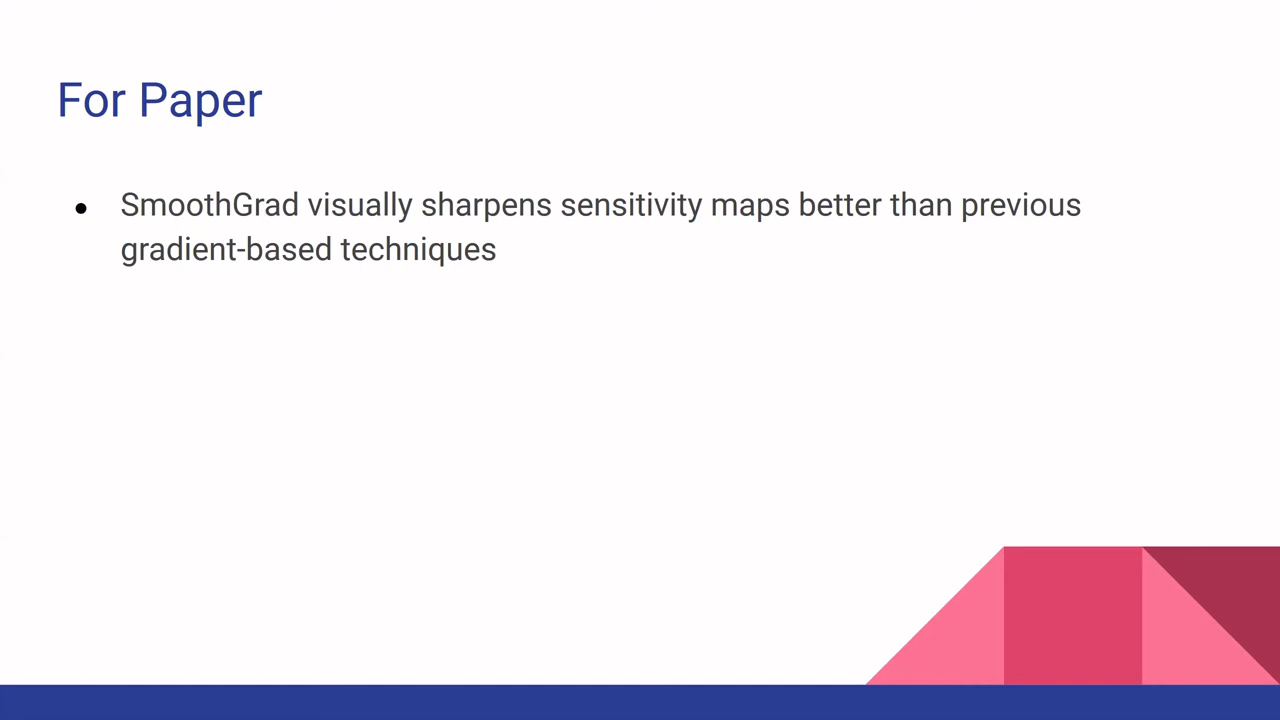 For Paper
● SmoothGrad visually sharpens sensitivity maps better than previous
gradient-based techniques